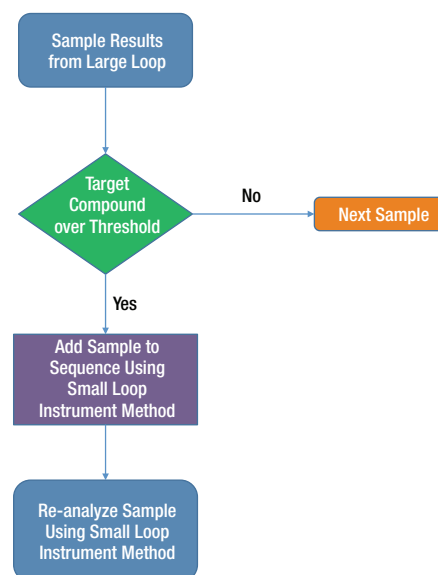 Sample Results
from Large Loop
Target
Compound
over Threshold
No
Next Sample
Yes
Add Sample to
Sequence Using
Small Loop
Instrument Method
Re-analyze Sample
Using Small Loop
Instrument Method